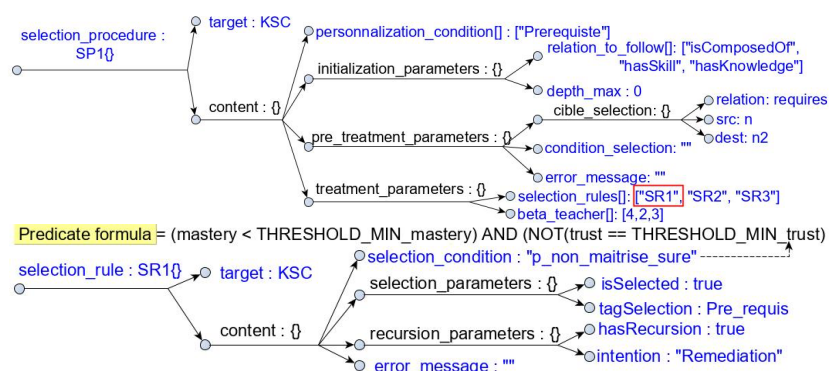 selection_procedure :
SP1{}
target : KSC
content : {}
personnalization_condition[] : ["Prerequiste"]
initialization_parameters : {}
relation_to_follow[]: ["isComposedOf",
"hasSkill", "hasKnowledge"]
depth_max : 0
pre_treatment_parameters : {}
cible_selection: {}
relation: requires
src: n
dest: n2
condition_selection: ""
error_message: ""
treatment_parameters : {}
selection_rules[]: ["SR1", "SR2", "SR3"]
beta_teacher[]: [4,2,3]
Predicate formula = (mastery < THRESHOLD_MIN_mastery) AND (NOT(trust == THRESHOLD_MIN_trust)
selection_rule : SR1{}
target : KSC
content : {}
selection_condition : "p_non_maitrise_sure"
selection_parameters : {}
isSelected : true
tagSelection : Pre_requis
recursion_parameters : {}
hasRecursion : true
intention : "Remediation"
error_message : ""